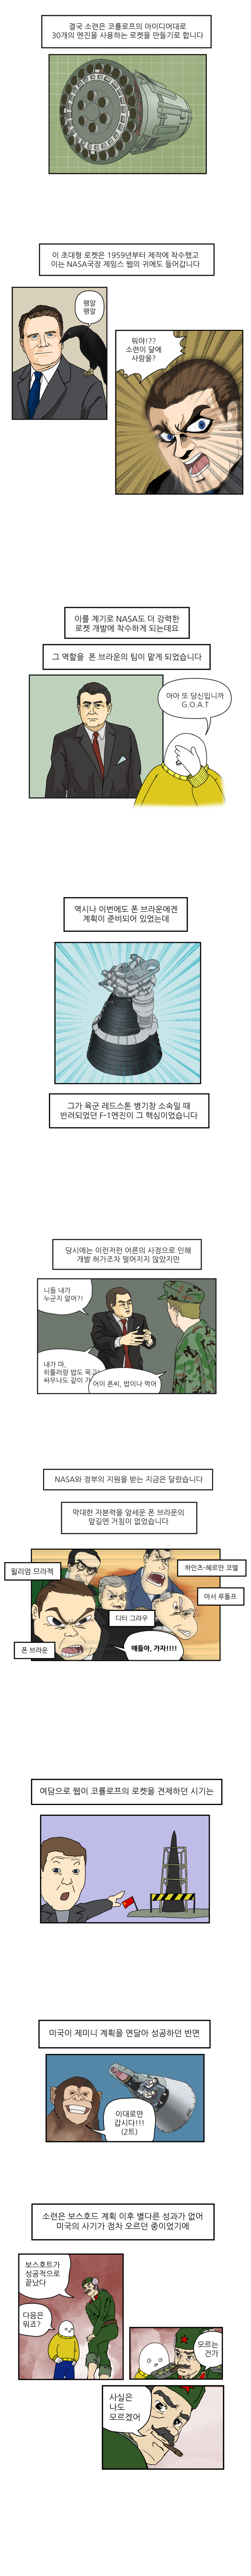 결국 소련은 코롤로프의 아이디어대로
30개의 엔진을 사용하는 로켓을 만들기로 합니다
이 초대형 로켓은 1959년부터 제작에 착수했고
이는 NASA국장 제임스 웹의 귀에도 들어갑니다
왱알
왱알
뭐야!??
소련이 달에
사람을?
이를 계기로 NASA도 더 강력한
로켓 개발에 착수하게 되는데요
그 역할을 폰 브라운의 팀이 맡게 되었습니다
아아 또 당신입니까
G.O.A.T
역시나 이번에도 폰 브라운에겐
계획이 준비되어 있었는데
그가 육군 레드스톤 병기창 소속일 때
반려되었던 F-1엔진이 그 핵심이었습니다
당시에는 이런저런 어른의 사정으로 인해
개발 허가조차 떨어지지 않았지만
니들 내가
누군지 알어?!
내가 마,
히틀러랑 밥도 묵고!
싸우나도 같이 가
어이 폰씨, 밥이나 먹어
NASA와 정부의 지원을 받는 지금은 달랐습니다
막대한 자본력을 앞세운 폰 브라운의
앞길엔 거침이 없었습니다
윌리엄 므라젝
하인츠-헤르만 코엘
아서 루돌프
디터 그라우
폰 브라운
얘들아, 가자!!!!
여담으로 웹이 코롤로프의 로켓을 견제하던 시기는
미국이 제미니 계획을 연달아 성공하던 반면
이대로만
갑시다!!!
(2트)
소련은 보스호드 계획 이후 별다른 성과가 없어
미국의 사기가 점차 오르던 중이었기에
보스호트가
성공적으로
끝났다
다음은
뭐죠?
모르는
건가
사실은
나도
모르겠어